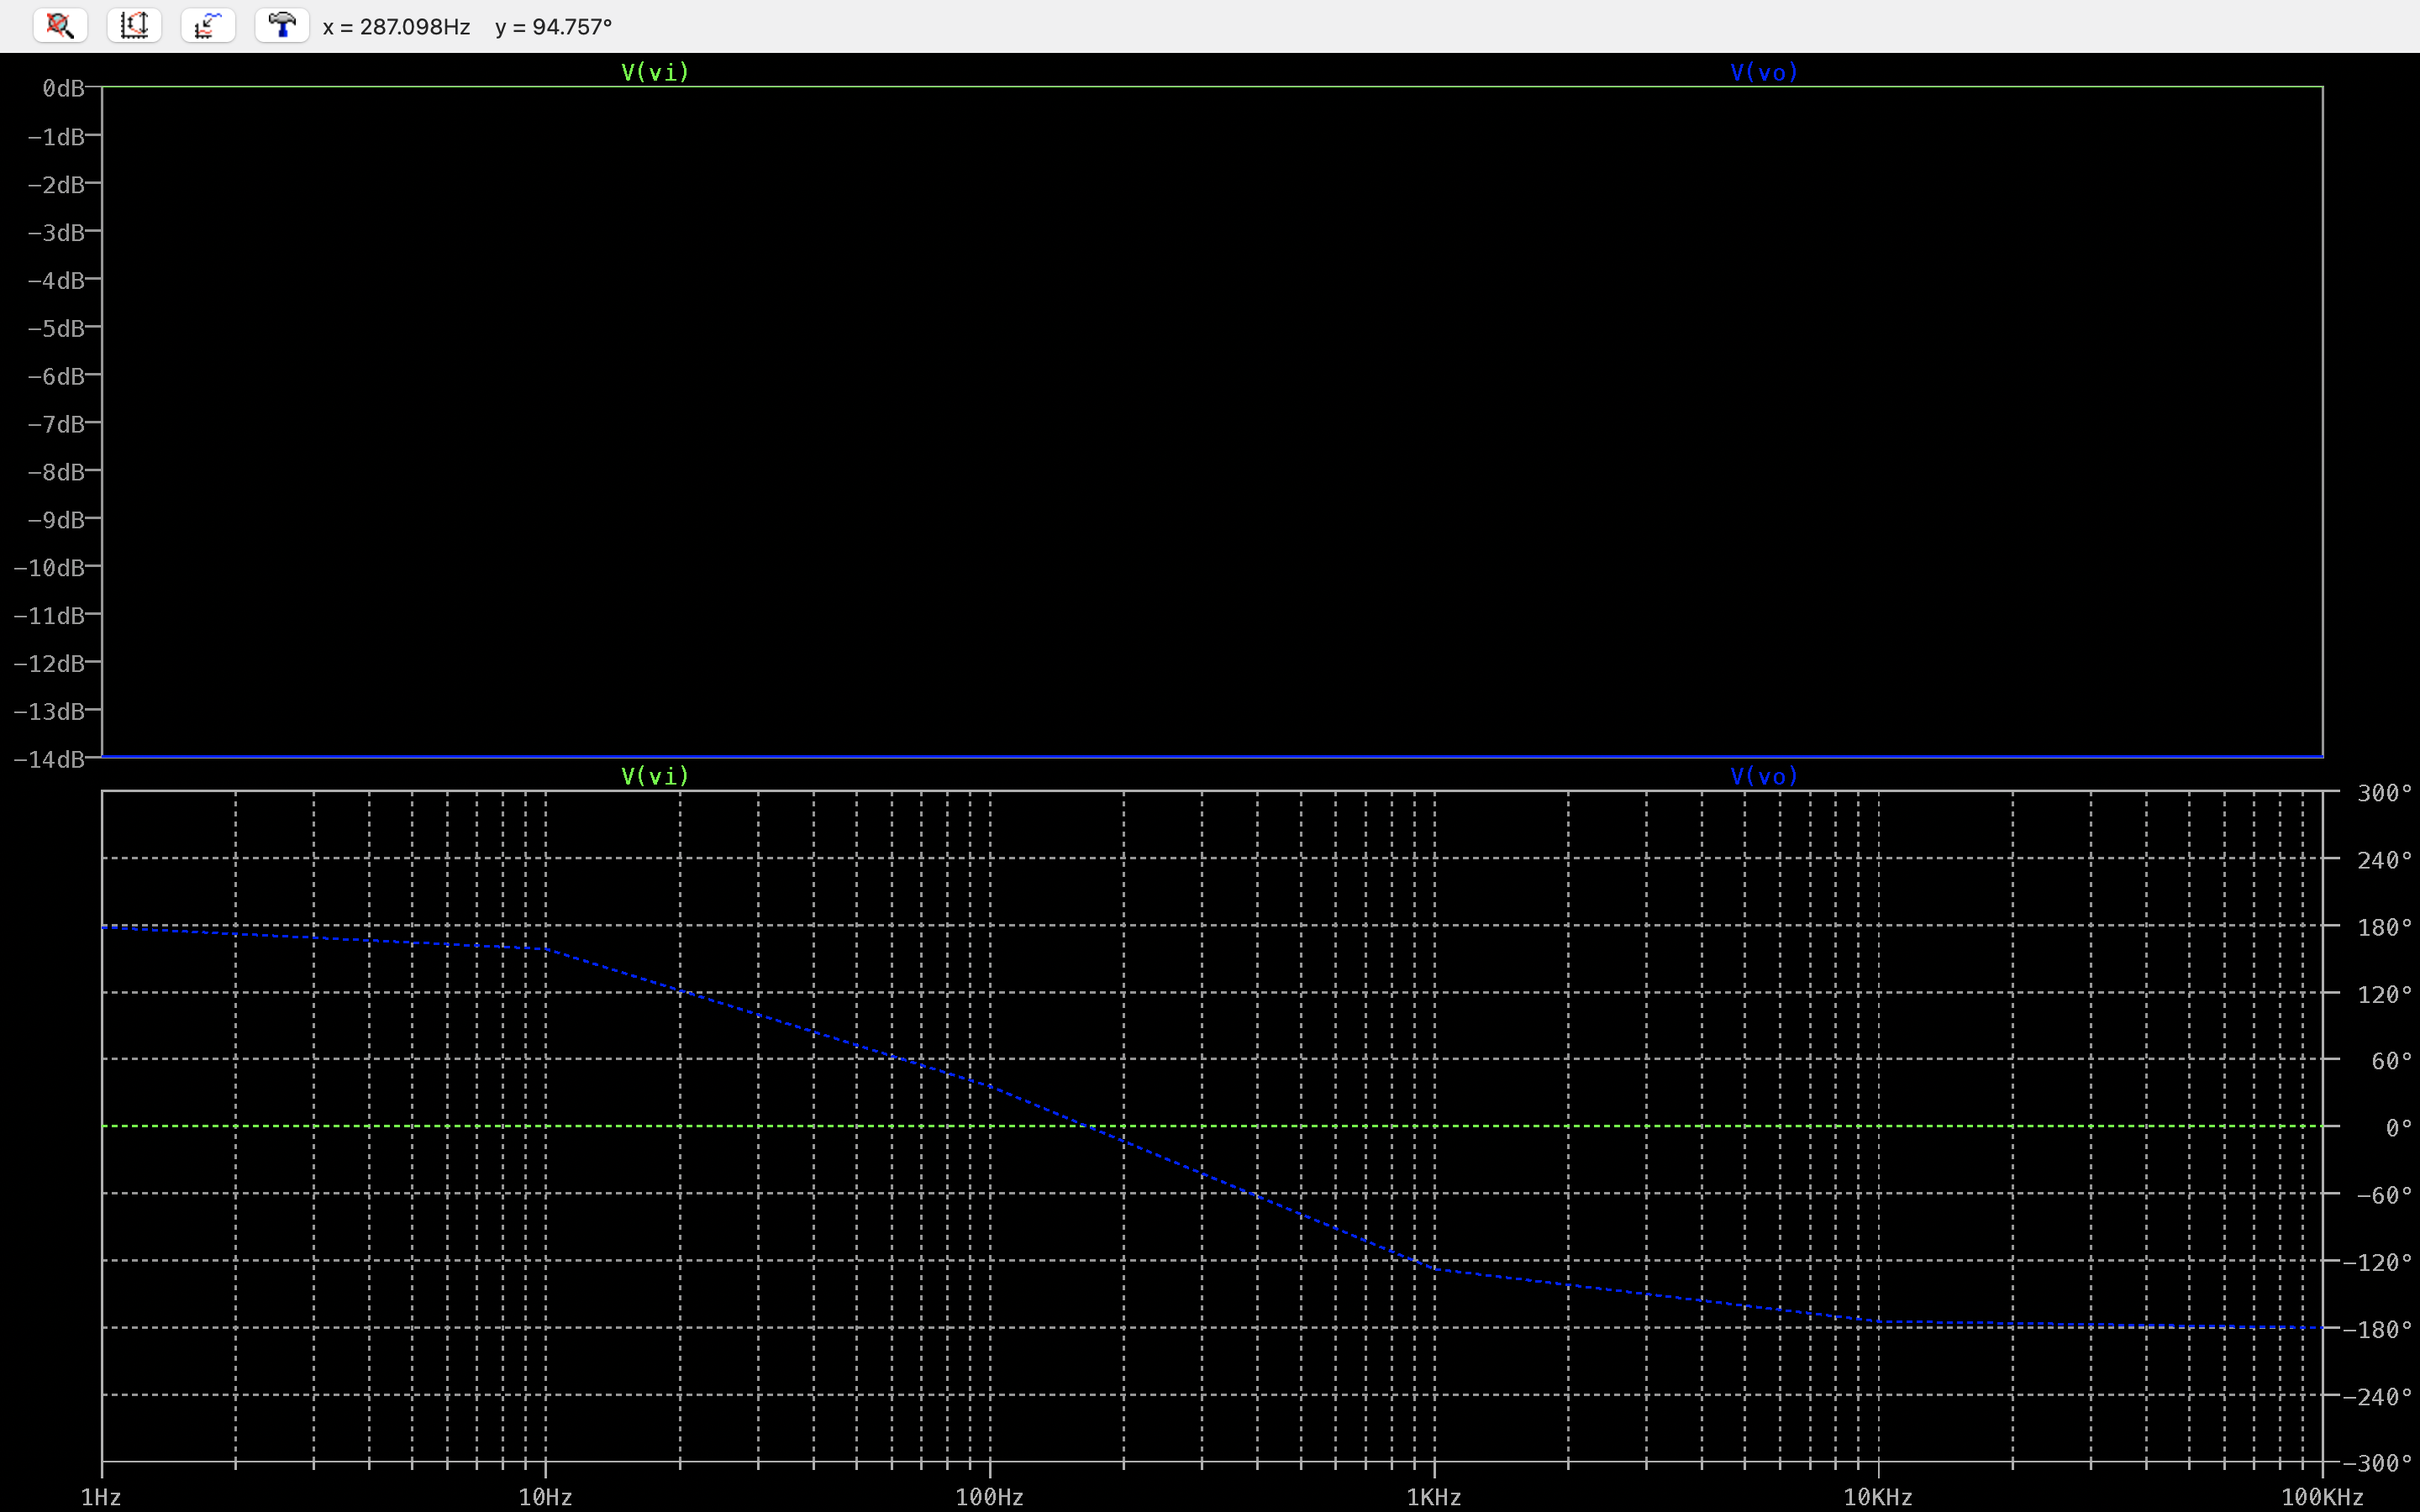 x = 287.098Hz y = 94.757°
V(vi) V(vo)
0dB
−1dB
−2dB
−3dB
−4dB
−5dB
−6dB
−7dB
−8dB
−9dB
−10dB
−11dB
−12dB
−13dB
−14dB
V(vi) V(vo)
300°
240°
180°
120°
60°
0°
−60°
−120°
−180°
−240°
−300°
1Hz 10Hz 100Hz 1KHz 10KHz 100KHz